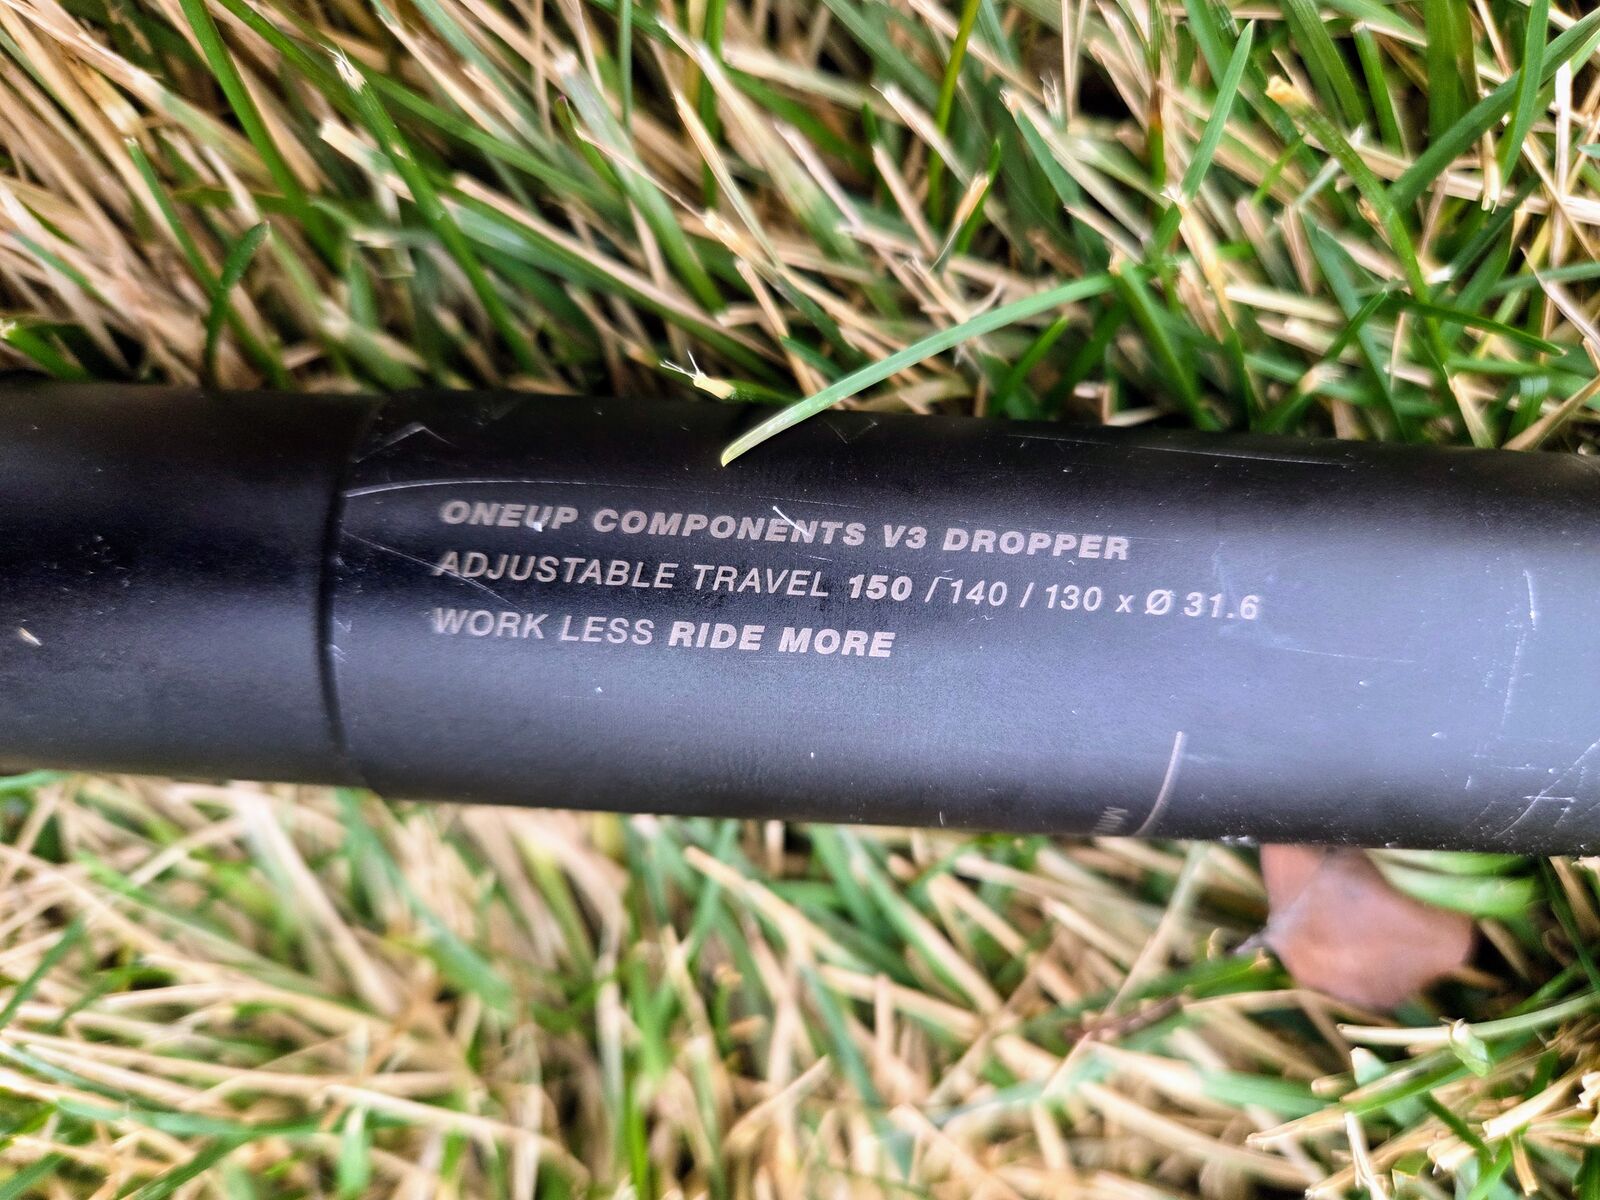 ONEUP COMPONENTS V3 DROPPER
ADJUSTABLE TRAVEL 150 / 140 / 130 x Ø 31.6
WORK LESS RIDE MORE